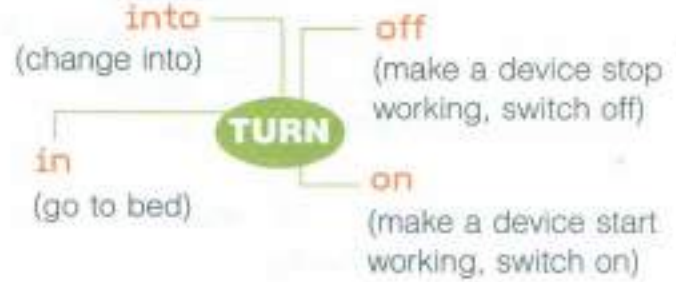 into
(change into)
off
(make a device stop
working, switch off)
TURN
in
(go to bed)
on
(make a device start
working, switch on)